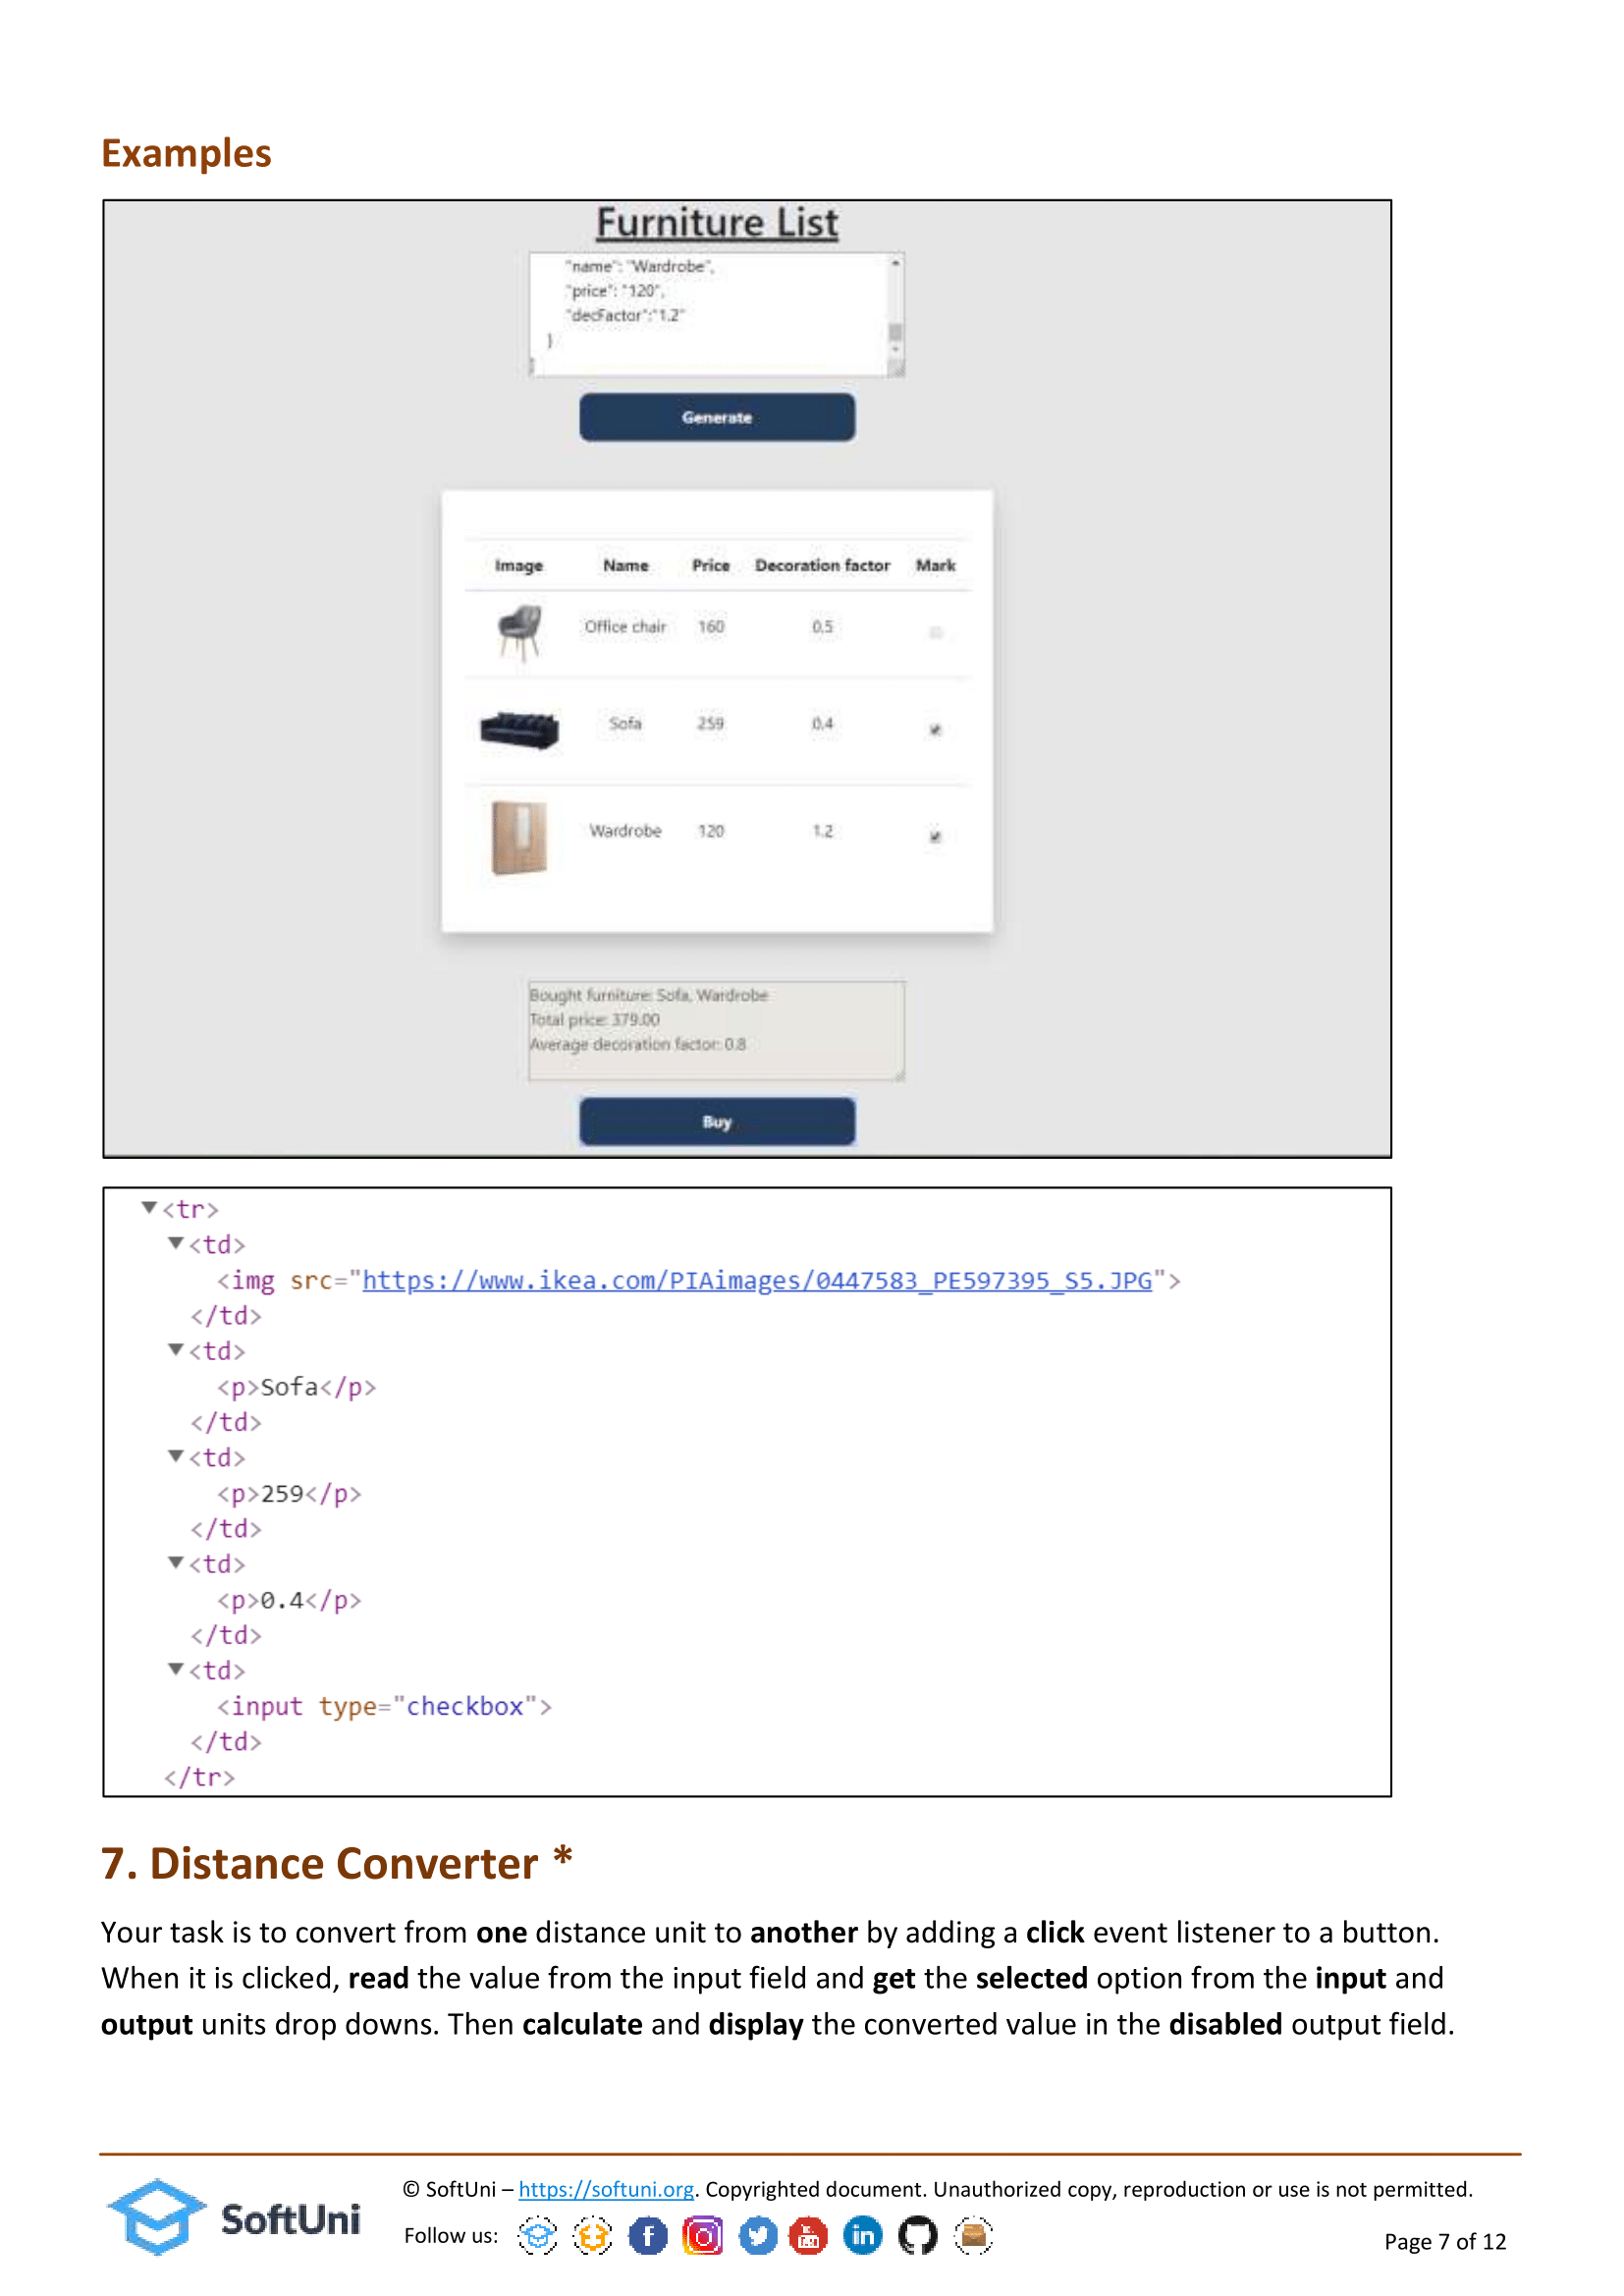 Examples
Furniture List
"name": "Wardrobe",
"price": "120",
"decFactor":"1.2"
}
]
Generate
Image Name Price Decoration factor Mark
Office chair 160 0.5
Sofa 259 0.4
Wardrobe 120 1.2
Bought furniture: Sofa, Wardrobe
Total price: 379.00
Average decoration factor: 0.8
Buy
▼<tr>
▼<td>
<img src="https://www.ikea.com/PIAimages/0447583_PE597395_S5.JPG">
</td>
▼<td>
<p>Sofa</p>
</td>
▼<td>
<p>259</p>
</td>
▼<td>
<p>0.4</p>
</td>
▼<td>
<input type="checkbox">
</td>
</tr>
7. Distance Converter *
Your task is to convert from one distance unit to another by adding a click event listener to a button.
When it is clicked, read the value from the input field and get the selected option from the input and
output units drop downs. Then calculate and display the converted value in the disabled output field.
SoftUni
© SoftUni – https://softuni.org. Copyrighted document. Unauthorized copy, reproduction or use is not permitted.
Follow us:
Page 7 of 12